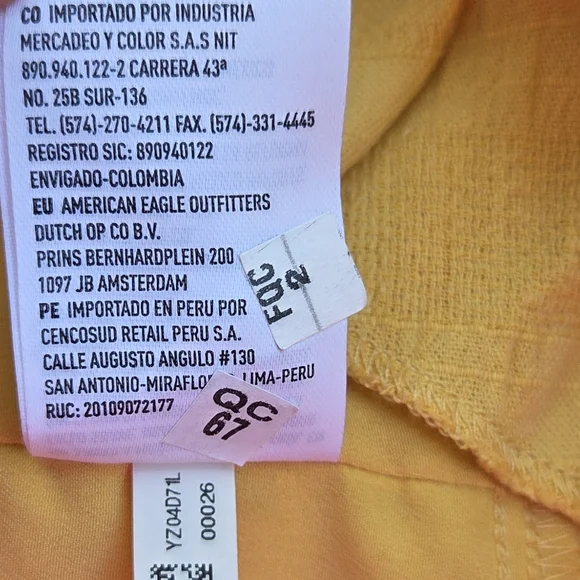 CO IMPORTADO POR INDUSTRIA
MERCADEO Y COLOR S.A.S NIT
890.940.122-2 CARRERA 43ª
NO. 25B SUR-136
TEL. (574)-270-4211 FAX. (574)-331-4445
REGISTRO SIC: 890940122
ENVIGADO-COLOMBIA
EU AMERICAN EAGLE OUTFITTERS
DUTCH OP CO B.V.
PRINS BERNHARDPLEIN 200
1097 JB AMSTERDAM
PE IMPORTADO EN PERU POR
CENCOSUD RETAIL PERU S.A.
CALLE AUGUSTO ANGULO #130
SAN LIMA-PERU
RUC: 20109072177
FQC
2
QC
67
YZ04D71L
00026